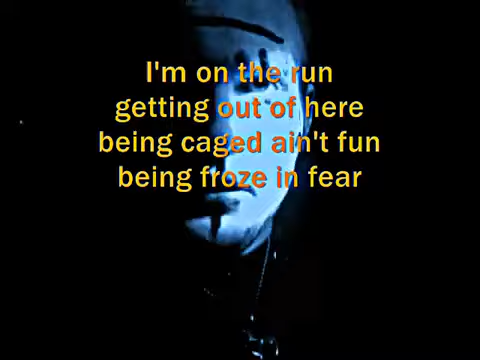 I'm on the run
getting out of here
being caged ain't fun
being froze in fear